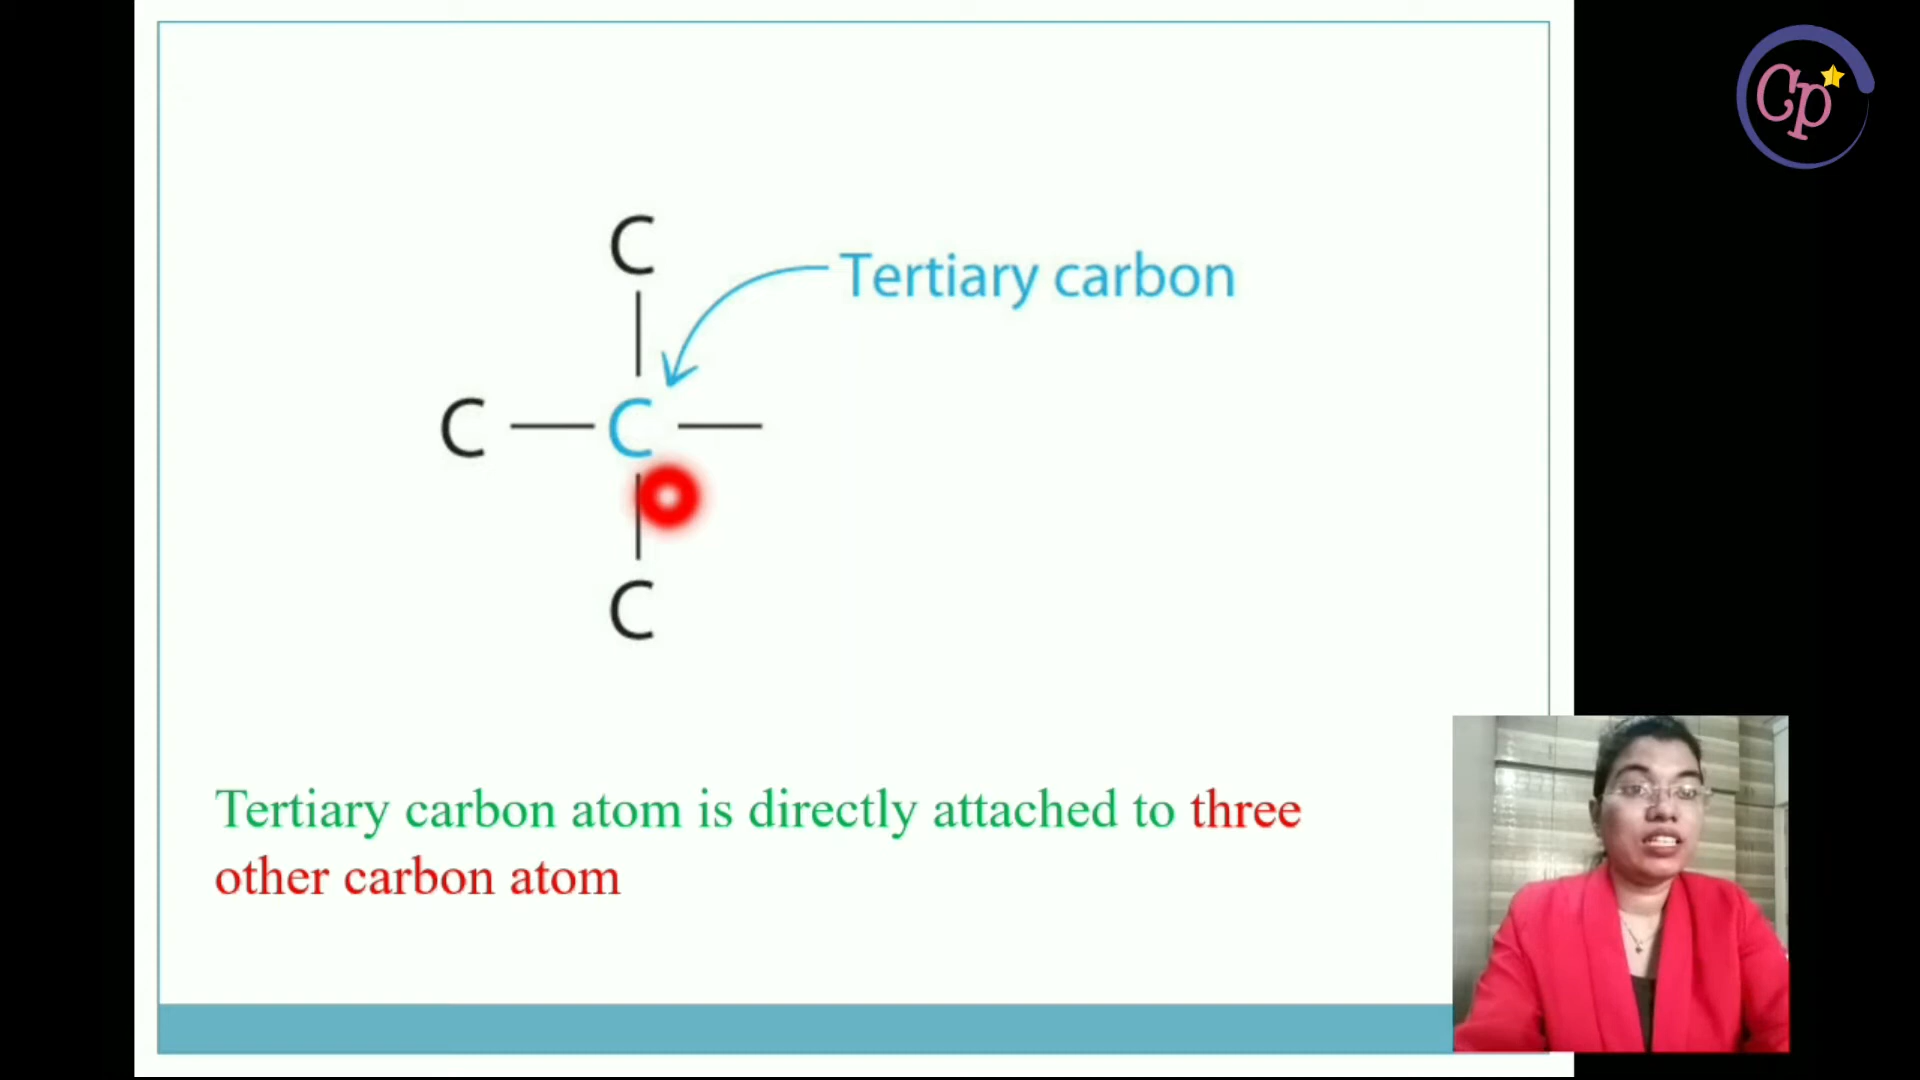 Cp
C
Tertiary carbon
C — C —
C
Tertiary carbon atom is directly attached to three
other carbon atom